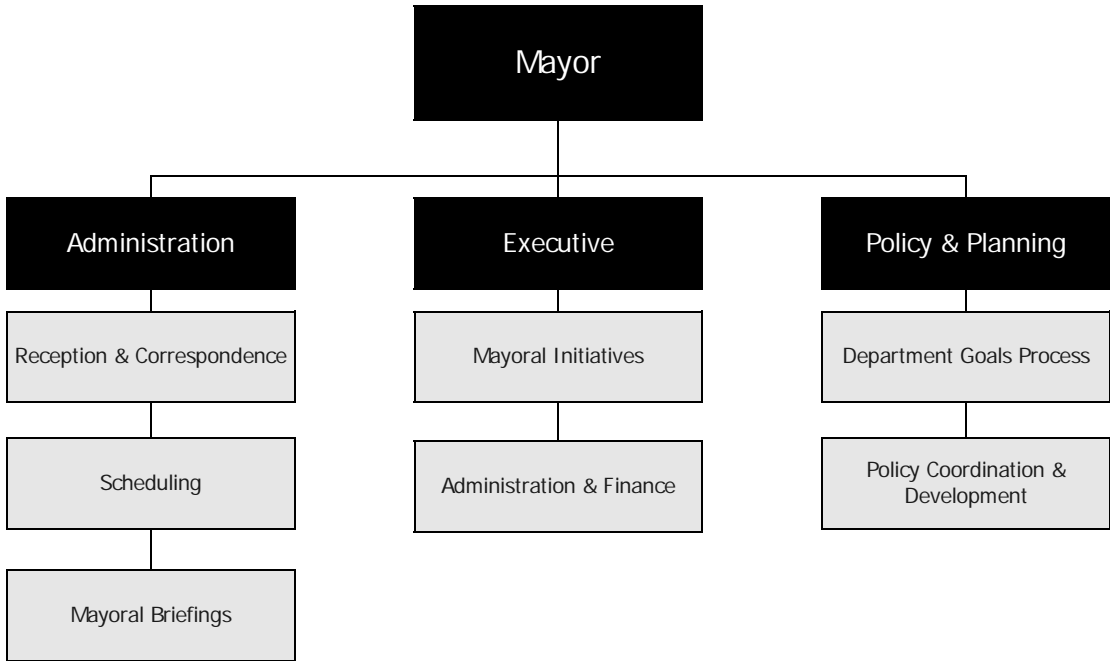 Mayor
Administration
Executive
Policy & Planning
Reception & Correspondence
Mayoral Initiatives
Department Goals Process
Scheduling
Administration & Finance
Policy Coordination &
Development
Mayoral Briefings